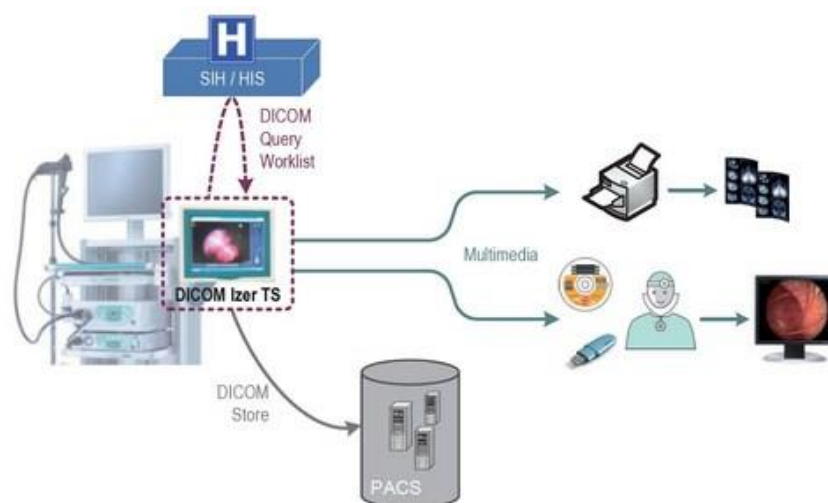 H
SIH / HIS
DICOM
Query
Worklist
Multimedia
DICOM Izer TS
DICOM
Store
PACS